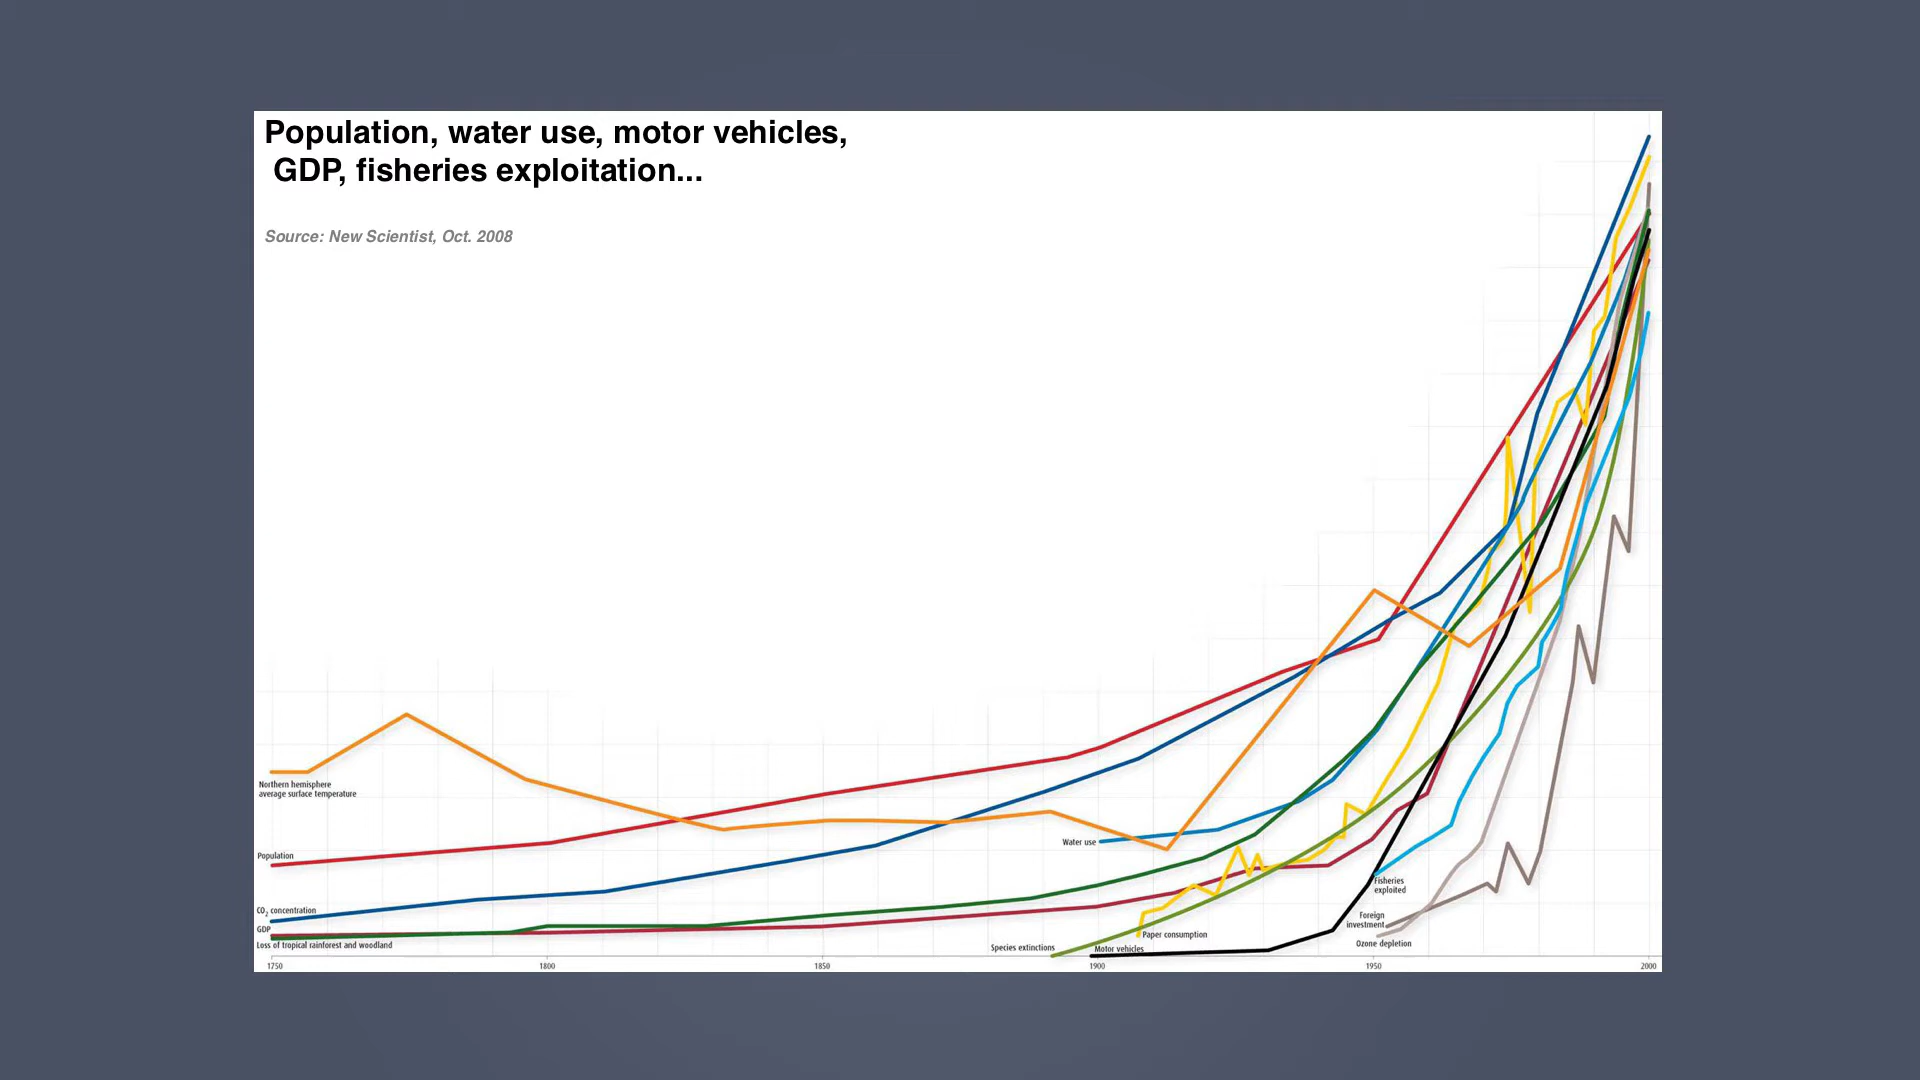 Population, water use, motor vehicles,
GDP, fisheries exploitation...
Source: New Scientist, Oct. 2008
Northern hemisphere
average surface temperature
Population
CO2 concentration
GDP
Loss of tropical rainforest and woodland
Water use
Species extinctions
Motor vehicles
Paper consumption
Fisheries
exploited
Foreign
investment
Ozone depletion
1750
1800
1850
1900
1950
2000